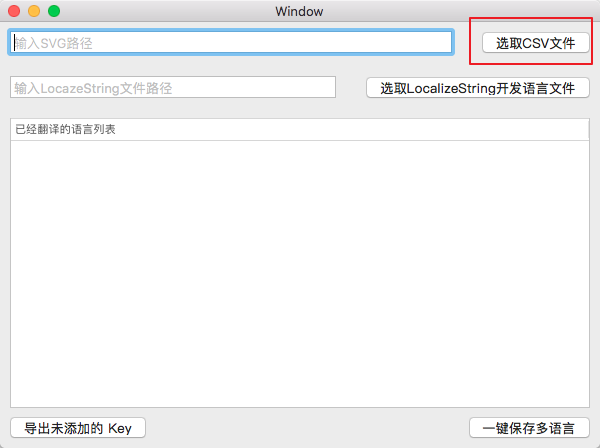 Window
输入SVG路径
选取CSV文件
输入LocazeString文件路径
选取LocalizeString开发语言文件
已经翻译的语言列表
导出未添加的 Key
一键保存多语言